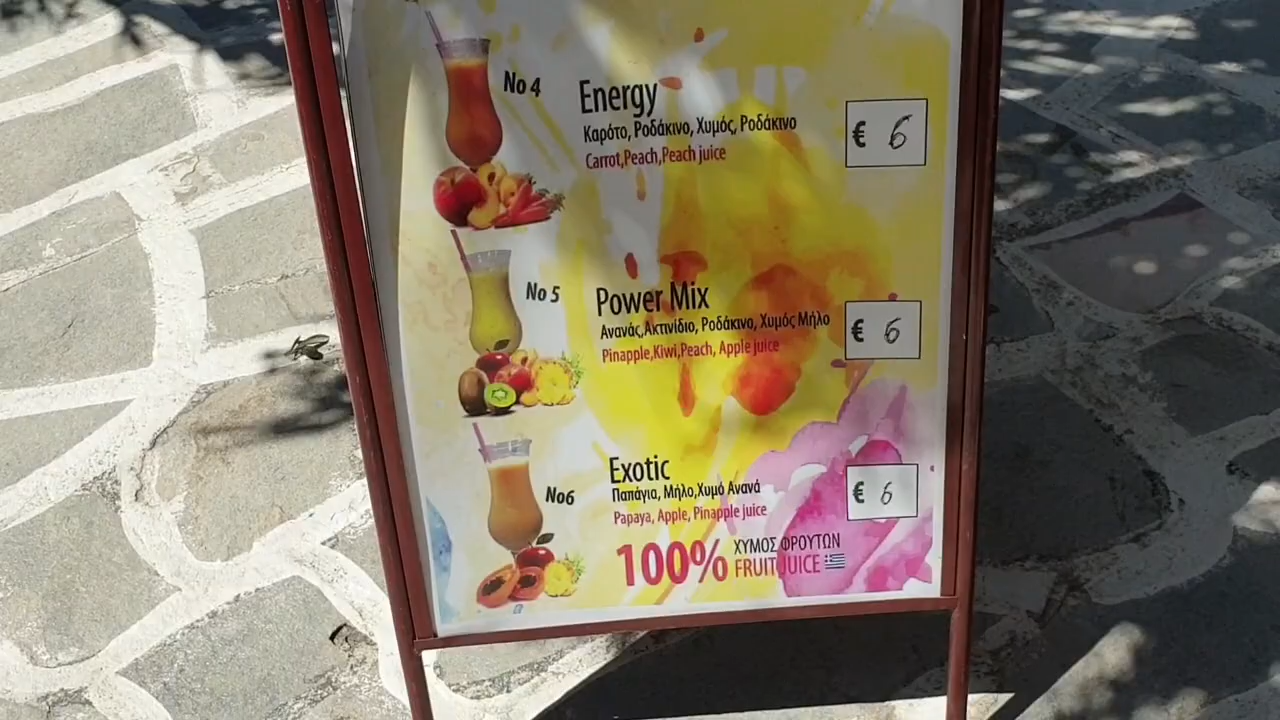 No 4
Energy
Καρότο, Ροδάκινο, Χυμός, Ροδάκινο
Carrot,Peach,Peach juice
€ 6
No 5
Power Mix
Ανανάς,Ακτινίδιο, Ροδάκινο, Χυμός Μήλο
Pinapple,Kiwi,Peach, Apple juice
€ 6
No6
Exotic
Παπάγια, Μήλο,Χυμό Ανανά
Papaya, Apple, Pinapple juice
€ 6
100% ΧΥΜΟΣ ΦΡΟΥΤΩΝ
FRUIT JUICE